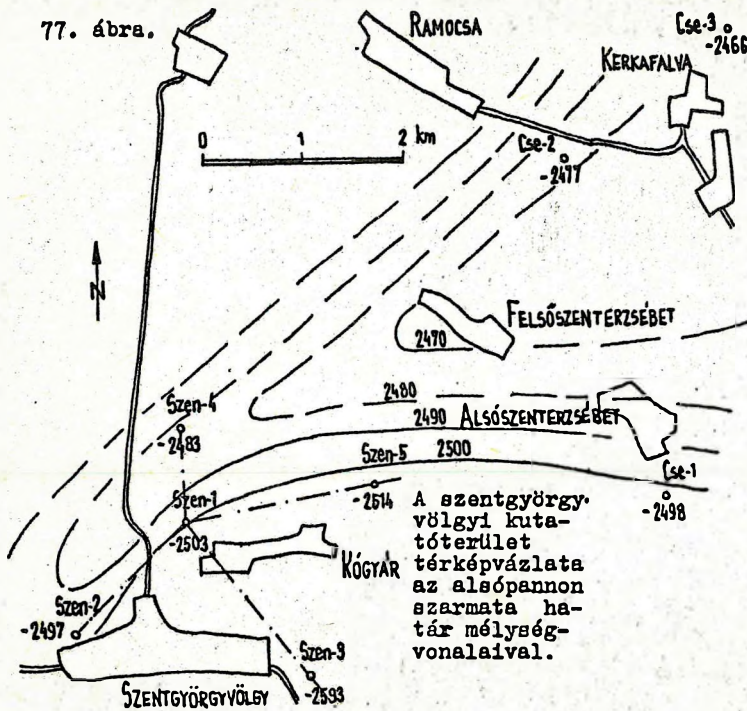 77. ábra.
RAMOCSA
Cse-3
-2466
KERKAFALVA
0 1 2 km
Cse-2
-2477
N
FELSŐSZENTERZSÉBET
2470
2480
Szen-4
2490
ALSÓSZENTERZSÉBET
-2483
Szen-5
2500
Cse-1
-2498
Szen-1
-2514
-2503
KÓGYÁR
A szentgyörgy-
völgyi kuta-
tóterület
térképvázlata
az alsópannon
szarmata ha-
tár mélység-
vonalaival.
Szen-2
-2497
Szen-3
-2593
SZENTGYÖRGYVÖLGY